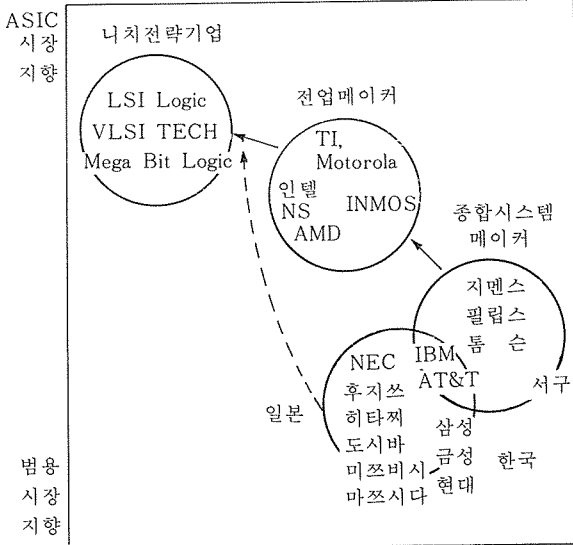 ASIC
시장
지향
니치전략기업
LSI Logic
VLSI TECH
Mega Bit Logic
전업메이커
TI,
Motorola
인텔
NS
INMOS
AMD
종합시스템
메이커
지멘스
필립스
톰 슨
서구
IBM
AT&T
NEC
후지쯔
히타찌
도시바
미쯔비시
마쯔시다
일본
삼성
금성
현대
한국
범용
시장
지향